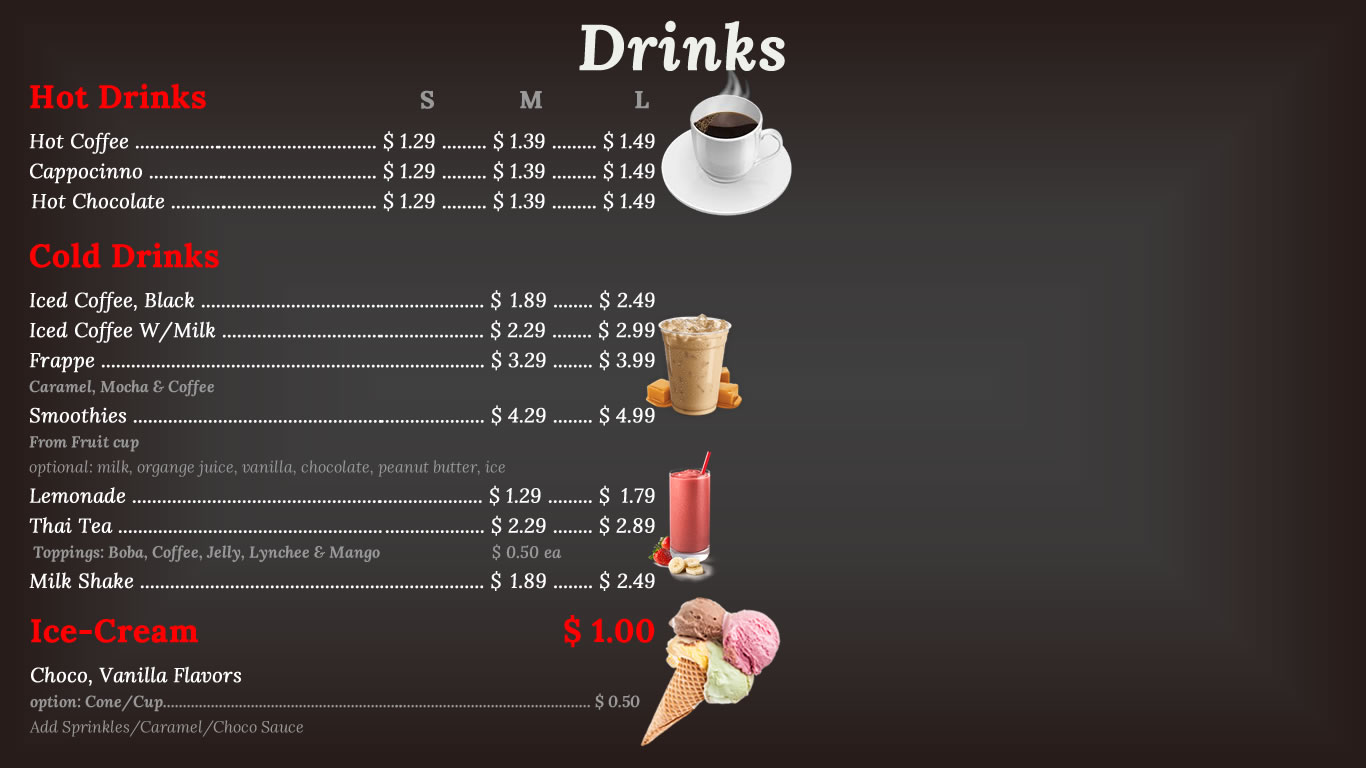 Drinks
Hot Drinks S M L
Hot Coffee ........................................................ $ 1.29 ......... $ 1.39 ......... $ 1.49
Cappocinno ..................................................... $ 1.29 ......... $ 1.39 ......... $ 1.49
Hot Chocolate ................................................ $ 1.29 ......... $ 1.39 ......... $ 1.49
Cold Drinks
Iced Coffee, Black .................................................................. $ 1.89 ........ $ 2.49
Iced Coffee W/Milk .............................................................. $ 2.29 ........ $ 2.99
Frappe ........................................................................................ $ 3.29 ........ $ 3.99
Caramel, Mocha & Coffee
Smoothies ................................................................................. $ 4.29 ........ $ 4.99
From Fruit cup
optional: milk, organge juice, vanilla, chocolate, peanut butter, ice
Lemonade ................................................................................. $ 1.29 ......... $ 1.79
Thai Tea ..................................................................................... $ 2.29 ........ $ 2.89
Toppings: Boba, Coffee, Jelly, Lynchee & Mango $ 0.50 ea
Milk Shake ................................................................................ $ 1.89 ........ $ 2.49
Ice-Cream $ 1.00
Choco, Vanilla Flavors
option: Cone/Cup......................................................................................................... $ 0.50
Add Sprinkles/Caramel/Choco Sauce